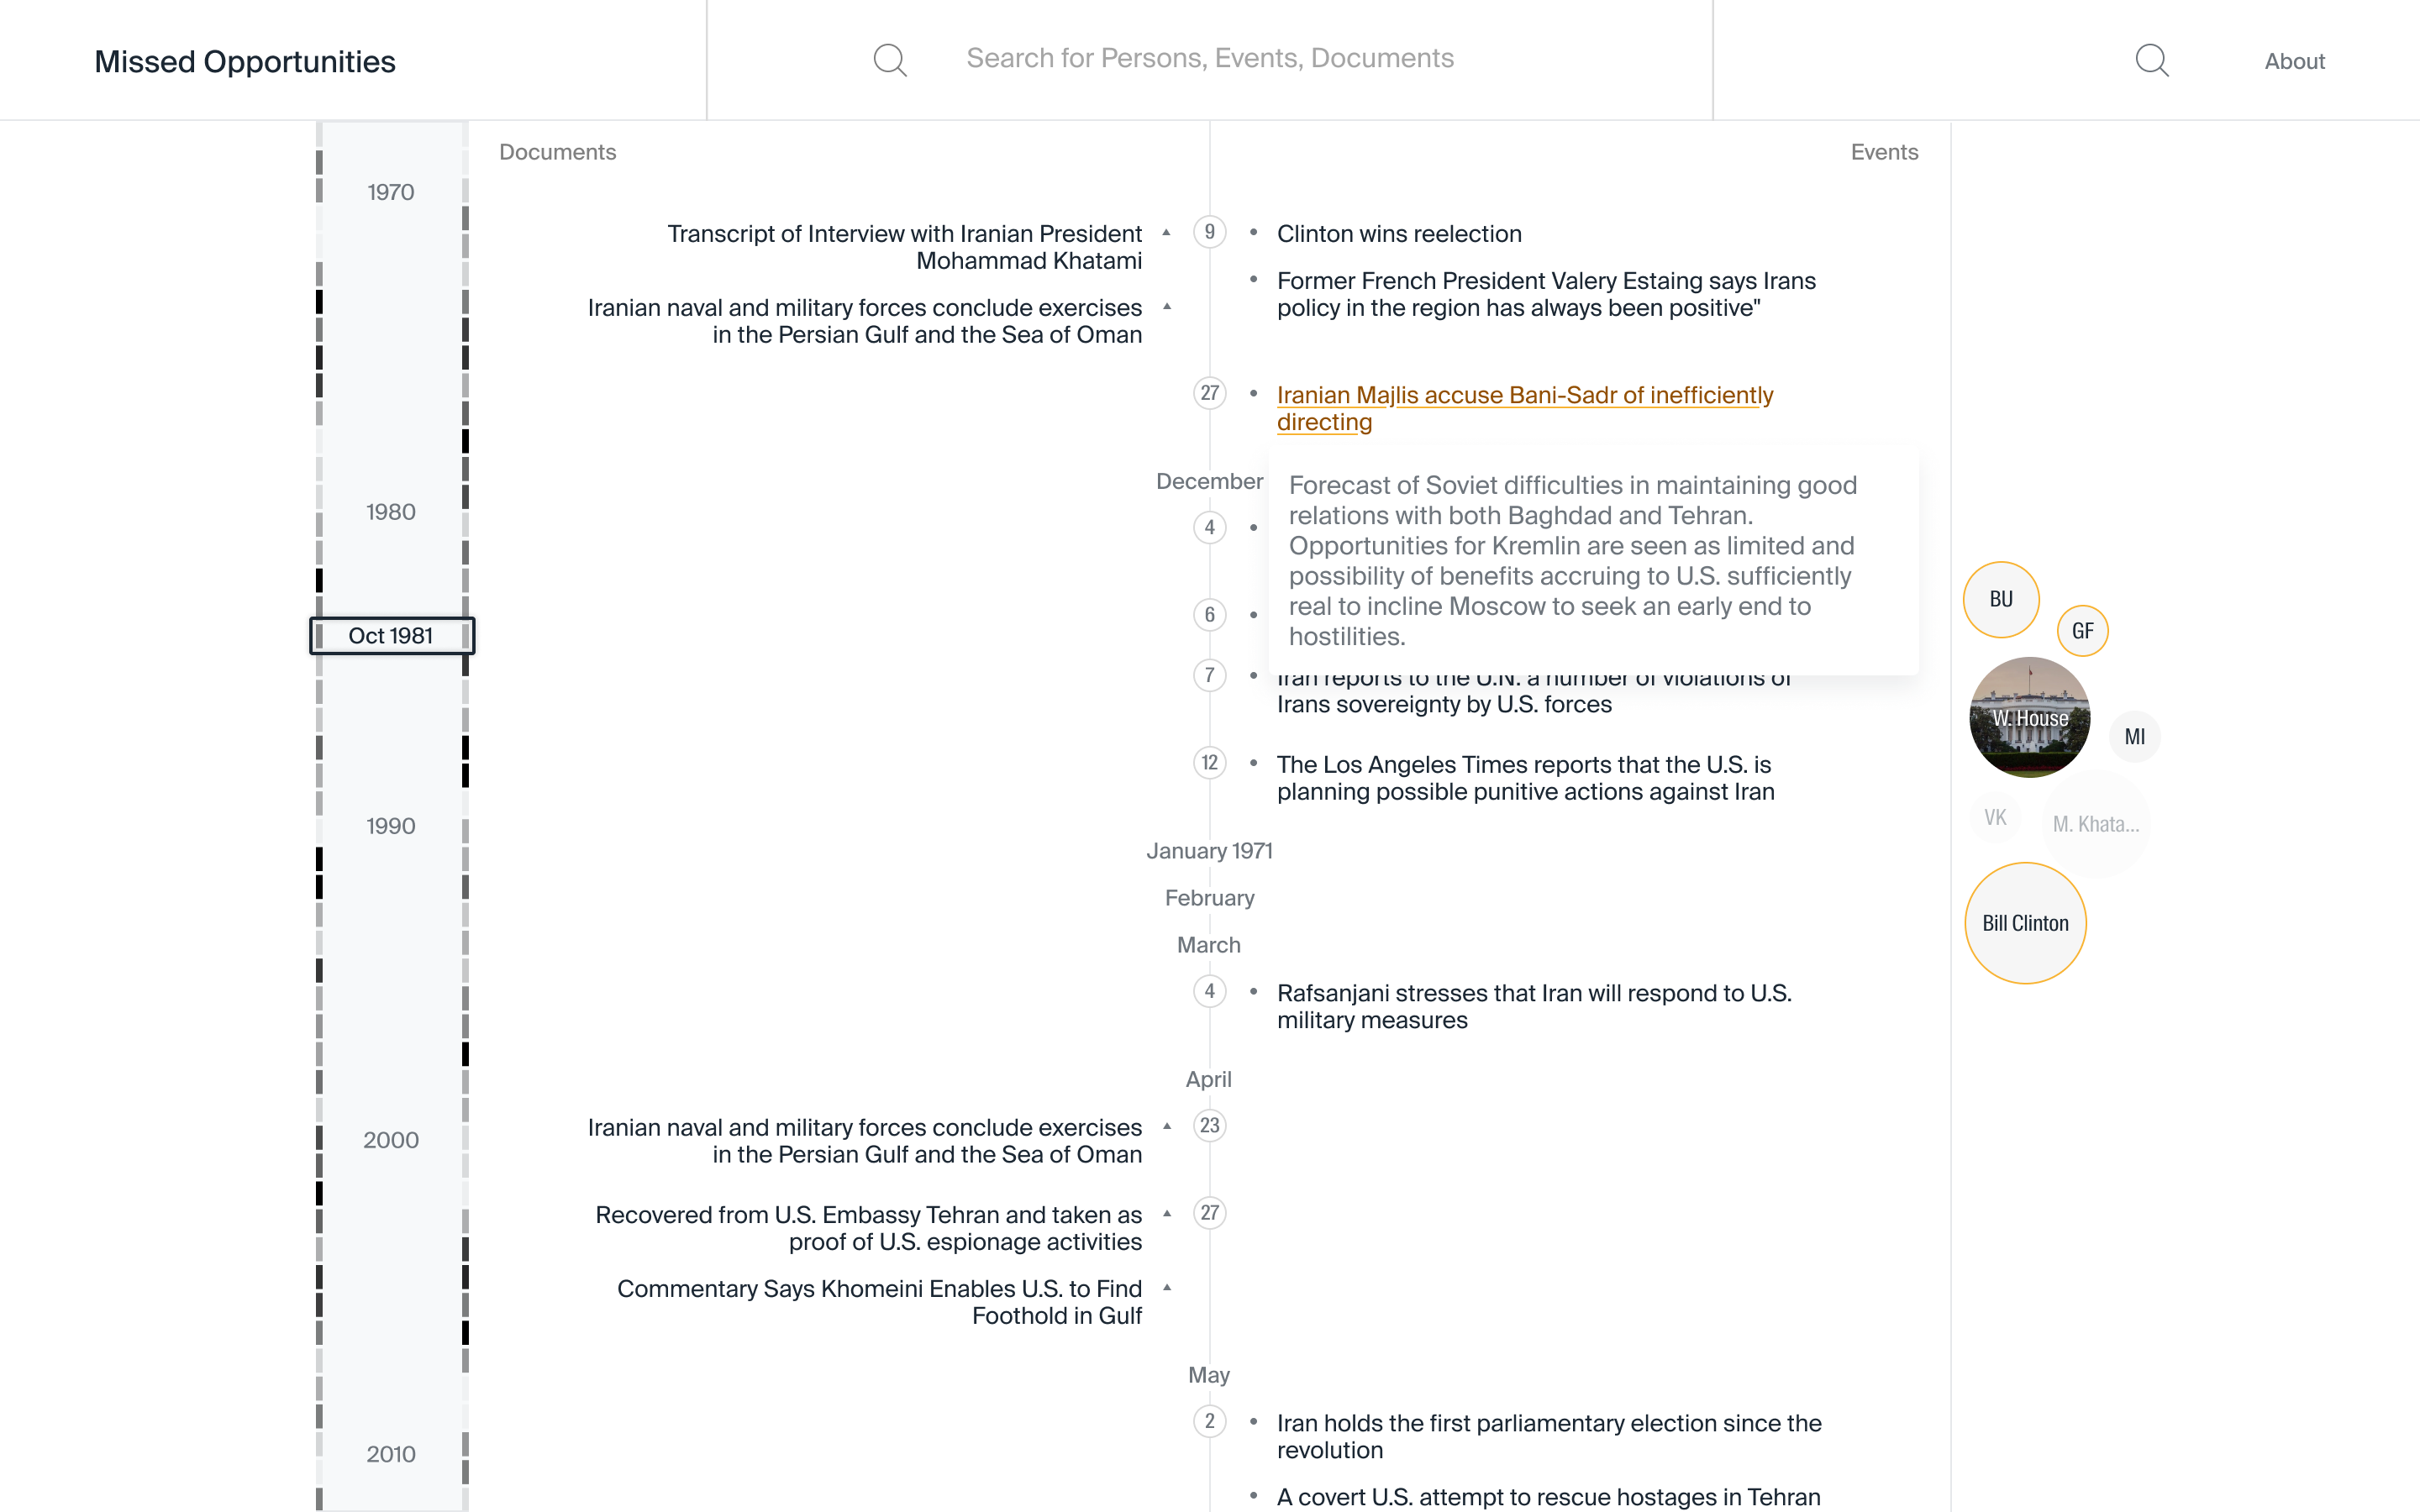 Missed Opportunities
Search for Persons, Events, Documents
About
Documents
Events
1970
1980
Oct 1981
1990
2000
2010
Transcript of Interview with Iranian President
Mohammad Khatami
Iranian naval and military forces conclude exercises
in the Persian Gulf and the Sea of Oman
9
Clinton wins reelection
Former French President Valery Estaing says Irans
policy in the region has always been positive"
27
Iranian Majlis accuse Bani-Sadr of inefficiently
directing
Forecast of Soviet difficulties in maintaining good
relations with both Baghdad and Tehran.
Opportunities for Kremlin are seen as limited and
possibility of benefits accruing to U.S. sufficiently
real to incline Moscow to seek an early end to
hostilities.
December
4
6
7
Iran reports to the U.N. a number of violations of
Irans sovereignty by U.S. forces
12
The Los Angeles Times reports that the U.S. is
planning possible punitive actions against Iran
January 1971
February
March
4
Rafsanjani stresses that Iran will respond to U.S.
military measures
April
Iranian naval and military forces conclude exercises
in the Persian Gulf and the Sea of Oman
23
Recovered from U.S. Embassy Tehran and taken as
proof of U.S. espionage activities
27
Commentary Says Khomeini Enables U.S. to Find
Foothold in Gulf
May
2
Iran holds the first parliamentary election since the
revolution
A covert U.S. attempt to rescue hostages in Tehran
BU
GF
W. House
MI
VK
M. Khata...
Bill Clinton